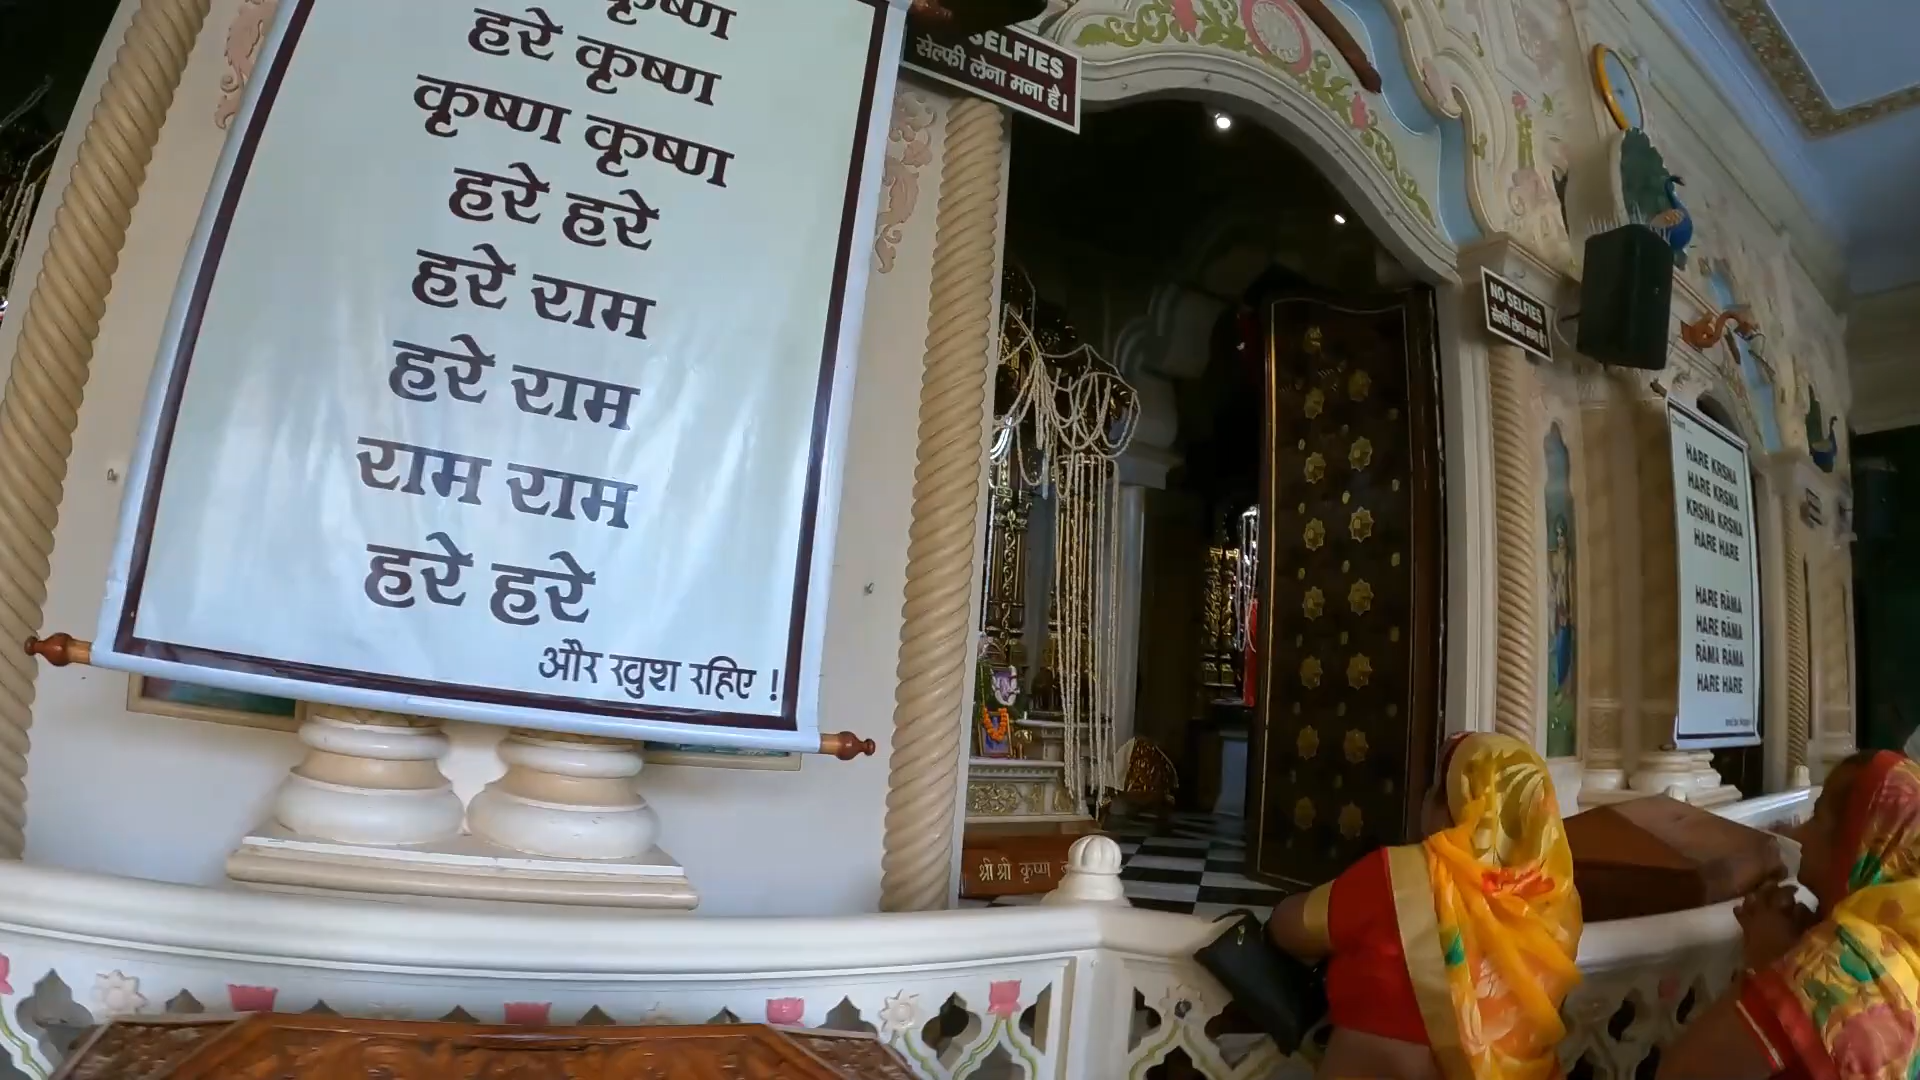 कृष्ण
हरे कृष्ण
कृष्ण कृष्ण
हरे हरे
हरे राम
हरे राम
राम राम
हरे हरे
और खुश रहिए !
SELFIES
सेल्फी लेना मना है।
श्री श्री कृष्ण
NO SELFIES
सेल्फी लेना मना है।
HARE KRSNA
HARE KRSNA
KRSNA KRSNA
HARE HARE
HARE RĀMA
HARE RĀMA
RĀMA RĀMA
HARE HARE